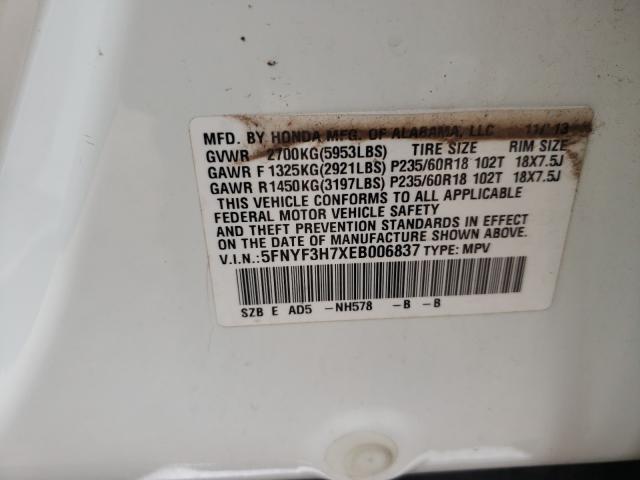 MFD. BY HONDA MFG. OF ALABAMA, LLC 11/13
GVWR 2700KG(5953LBS) TIRE SIZE RIM SIZE
GAWR F 1325KG(2921LBS) P235/60R18 102T 18X7.5J
GAWR R1450KG(3197LBS) P235/60R18 102T 18X7.5J
THIS VEHICLE CONFORMS TO ALL APPLICABLE
FEDERAL MOTOR VEHICLE SAFETY
AND THEFT PREVENTION STANDARDS IN EFFECT
ON THE DATE OF MANUFACTURE SHOWN ABOVE.
V.I.N.:5FNYF3H7XEB006837 TYPE: MPV
SZB E AD5 -NH578 -B -B